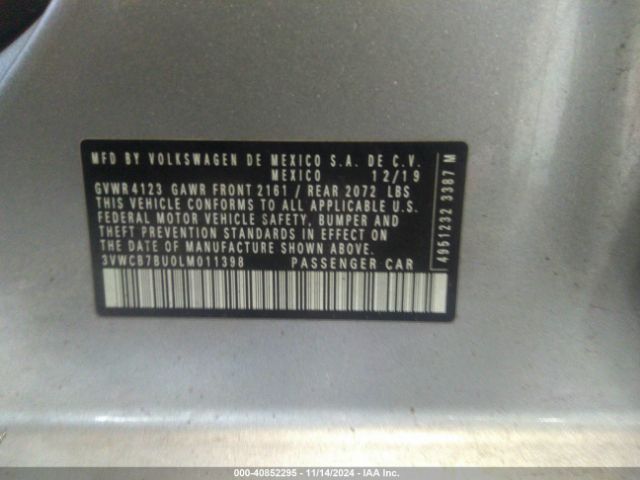 MFD BY VOLKSWAGEN DE MEXICO S.A. DE C.V.
MEXICO 12/19
GVWR 4123 GAWR FRONT 2161 / REAR 2072 LBS
THIS VEHICLE CONFORMS TO ALL APPLICABLE U.S.
FEDERAL MOTOR VEHICLE SAFETY, BUMPER AND
THEFT PREVENTION STANDARDS IN EFFECT ON THE
DATE OF MANUFACTURE SHOWN ABOVE.
3VWCB7BU0LM011398 PASSENGER CAR
4951232 3387 M
000-40852295 - 11/14/2024 - IAA Inc.